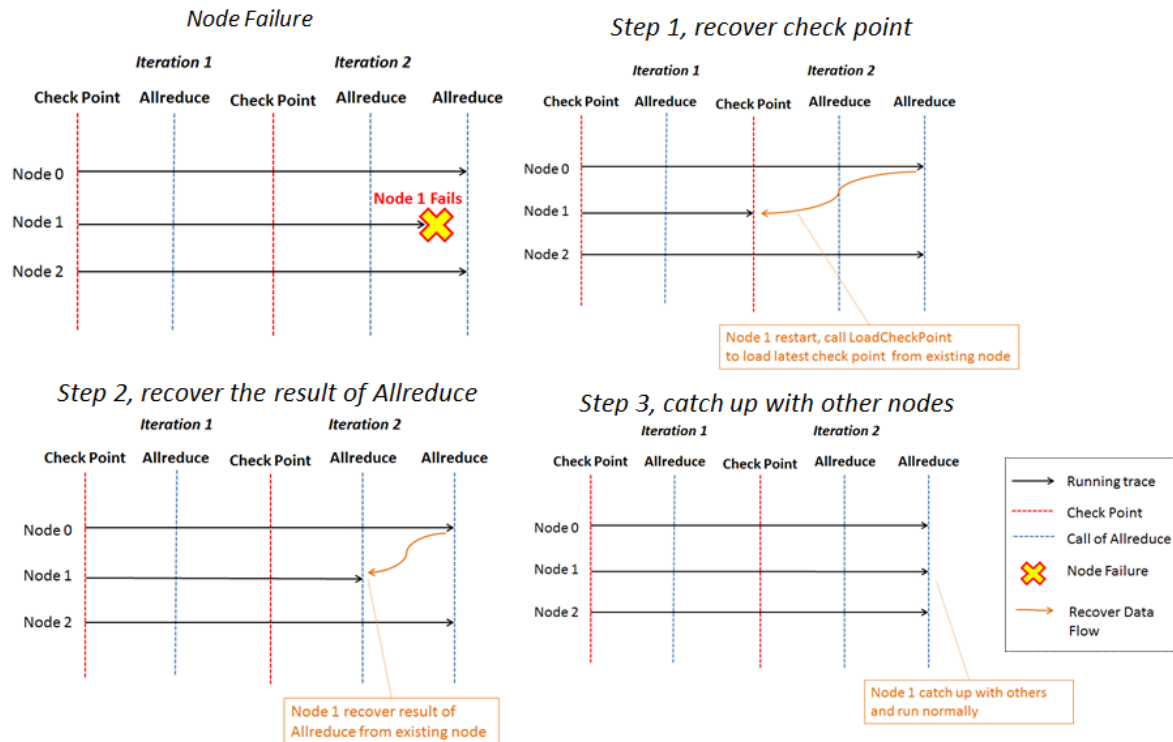 Node Failure
Iteration 1 Iteration 2
Check Point Allreduce Check Point Allreduce Allreduce
Node 0
Node 1 Fails
Node 1
Node 2
Step 1, recover check point
Iteration 1 Iteration 2
Check Point Allreduce Check Point Allreduce Allreduce
Node 0
Node 1
Node 2
Node 1 restart, call LoadCheckPoint
to load latest check point from existing node
Step 2, recover the result of Allreduce
Iteration 1 Iteration 2
Check Point Allreduce Check Point Allreduce Allreduce
Node 0
Node 1
Node 2
Node 1 recover result of
Allreduce from existing node
Step 3, catch up with other nodes
Iteration 1 Iteration 2
Check Point Allreduce Check Point Allreduce Allreduce
Node 0
Node 1
Node 2
Node 1 catch up with others
and run normally
Running trace
Check Point
Call of Allreduce
Node Failure
Recover Data
Flow